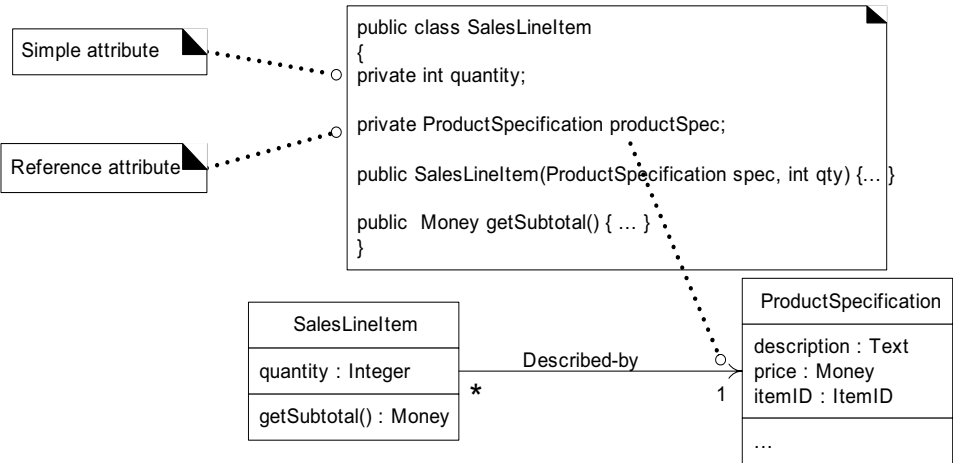 Simple attribute
Reference attribute
public class SalesLineItem
{
private int quantity;
private ProductSpecification productSpec;
public SalesLineItem(ProductSpecification spec, int qty) {... }
public  Money getSubtotal() { ... }
}
SalesLineItem
quantity : Integer
getSubtotal() : Money
Described-by
*
1
ProductSpecification
description : Text
price : Money
itemID : ItemID
...